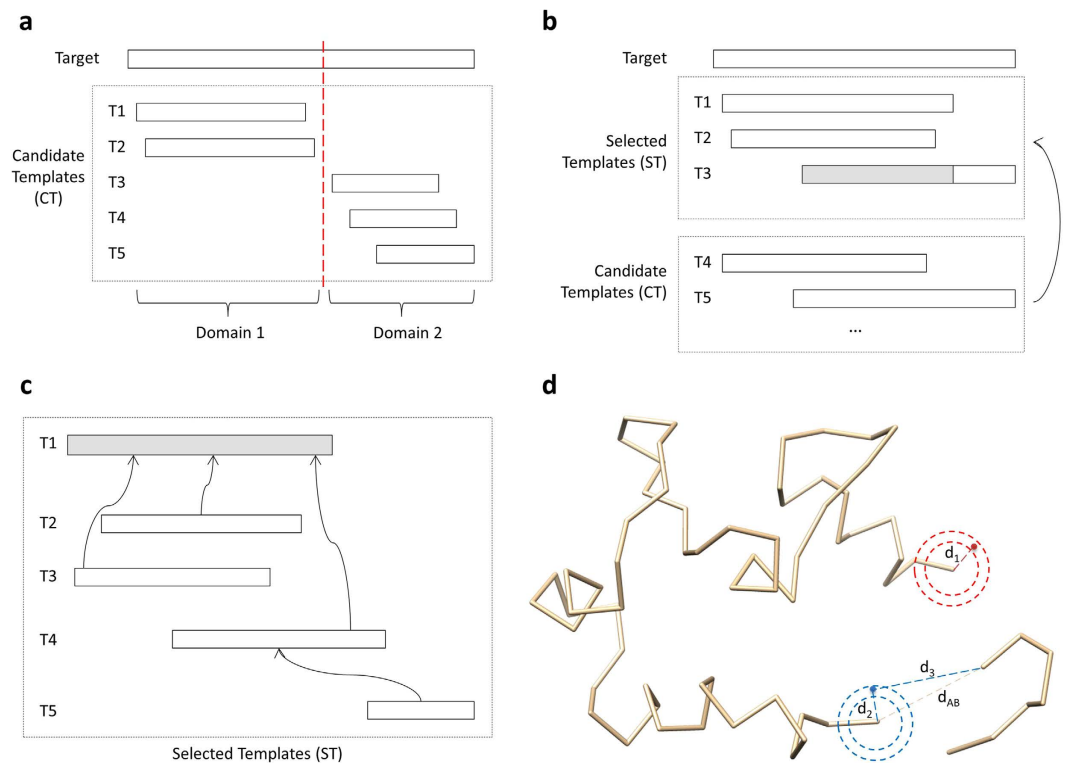 a
Target
T1
T2
T3
T4
T5
Candidate
Templates
(CT)
Domain 1
Domain 2
b
Target
T1
T2
T3
Selected
Templates (ST)
T4
T5
...
Candidate
Templates (CT)
c
T1
T2
T3
T4
T5
Selected Templates (ST)
d
d1
d3
d2
dAB